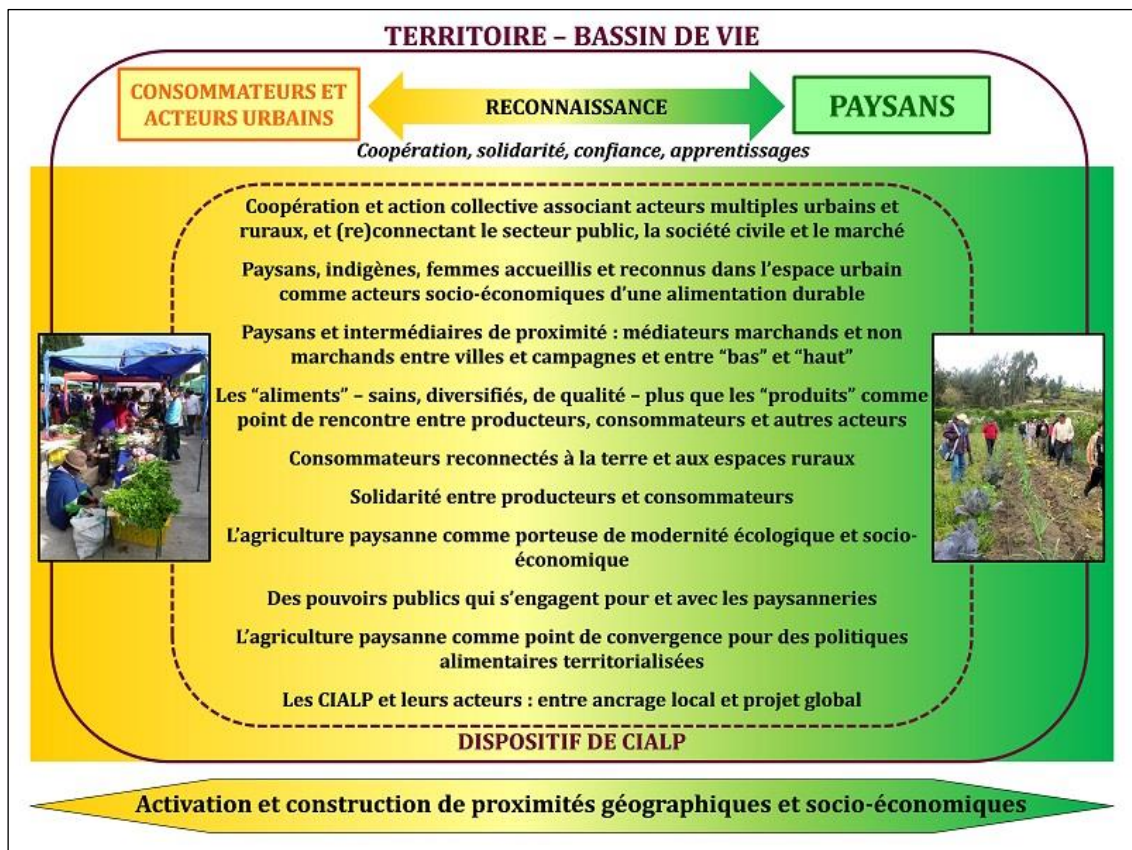 TERRITOIRE – BASSIN DE VIE
CONSOMMATEURS ET
ACTEURS URBAINS
RECONNAISSANCE
PAYSANS
Coopération, solidarité, confiance, apprentissages
Coopération et action collective associant acteurs multiples urbains et
ruraux, et (re)connectant le secteur public, la société civile et le marché
Paysans, indigènes, femmes accueillis et reconnus dans l’espace urbain
comme acteurs socio-économiques d’une alimentation durable
Paysans et intermédiaires de proximité : médiateurs marchands et non
marchands entre villes et campagnes et entre “bas” et “haut”
Les “aliments” – sains, diversifiés, de qualité – plus que les “produits” comme
point de rencontre entre producteurs, consommateurs et autres acteurs
Consommateurs reconnectés à la terre et aux espaces ruraux
Solidarité entre producteurs et consommateurs
L’agriculture paysanne comme porteuse de modernité écologique et socio-
économique
Des pouvoirs publics qui s’engagent pour et avec les paysanneries
L’agriculture paysanne comme point de convergence pour des politiques
alimentaires territorialisées
Les CIALP et leurs acteurs : entre ancrage local et projet global
DISPOSITIF DE CIALP
Activation et construction de proximités géographiques et socio-économiques